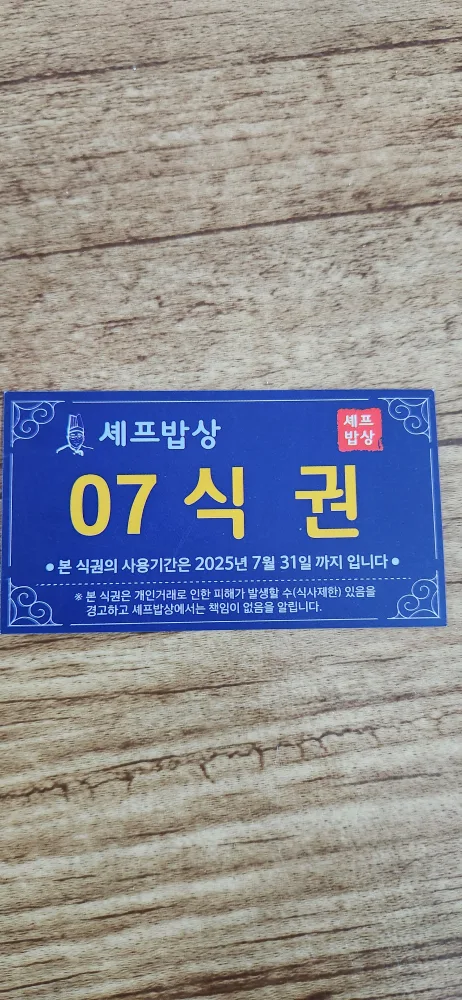 셰프밥상
셰프
밥상
07 식 권
● 본 식권의 사용기간은 2025년 7월 31일 까지 입니다 ●
※ 본 식권은 개인거래로 인한 피해가 발생할 수(식사제한) 있음을
경고하고 셰프밥상에서는 책임이 없음을 알립니다.